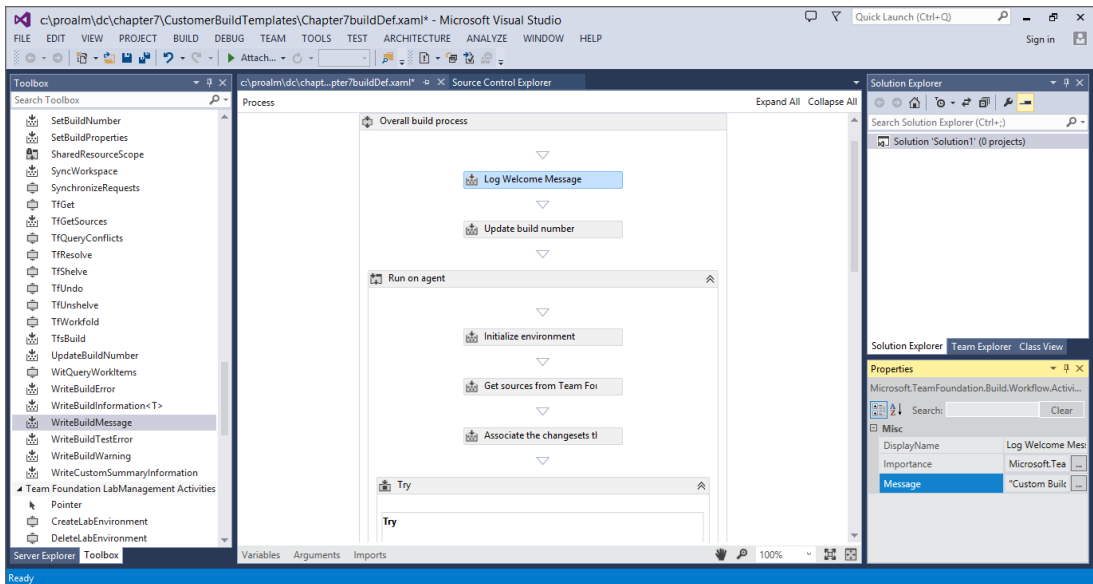 c:\proalm\dc\chapter7\CustomerBuildTemplates\Chapter7buildDef.xaml* - Microsoft Visual Studio
Quick Launch (Ctrl+Q)
FILE EDIT VIEW PROJECT BUILD DEBUG TEAM TOOLS TEST ARCHITECTURE ANALYZE WINDOW HELP
Sign in
Attach...
Toolbox
Search Toolbox
SetBuildNumber
SetBuildProperties
SharedResourceScope
SyncWorkspace
SynchronizeRequests
TfGet
TfGetSources
TfQueryConflicts
TfResolve
TfShelve
TfUndo
TfUnshelve
TfWorkfold
TfsBuild
UpdateBuildNumber
WitQueryWorkItems
WriteBuildError
WriteBuildInformation<T>
WriteBuildMessage
WriteBuildTestError
WriteBuildWarning
WriteCustomSummaryInformation
Team Foundation LabManagement Activities
Pointer
CreateLabEnvironment
DeleteLabEnvironment
Server Explorer Toolbox
c:\proalm\dc\chapt...pter7buildDef.xaml* Source Control Explorer
Process Expand All Collapse All
Overall build process
Log Welcome Message
Update build number
Run on agent
Initialize environment
Get sources from Team Fou
Associate the changesets tl
Try
Try
Variables Arguments Imports
100%
Solution Explorer
Search Solution Explorer (Ctrl+;)
Solution 'Solution1' (0 projects)
Solution Explorer Team Explorer Class View
Properties
Microsoft.TeamFoundation.Build.Workflow.Activi...
Search: Clear
Misc
DisplayName Log Welcome Mes
Importance Microsoft.Tea ...
Message "Custom Builc ...
Ready